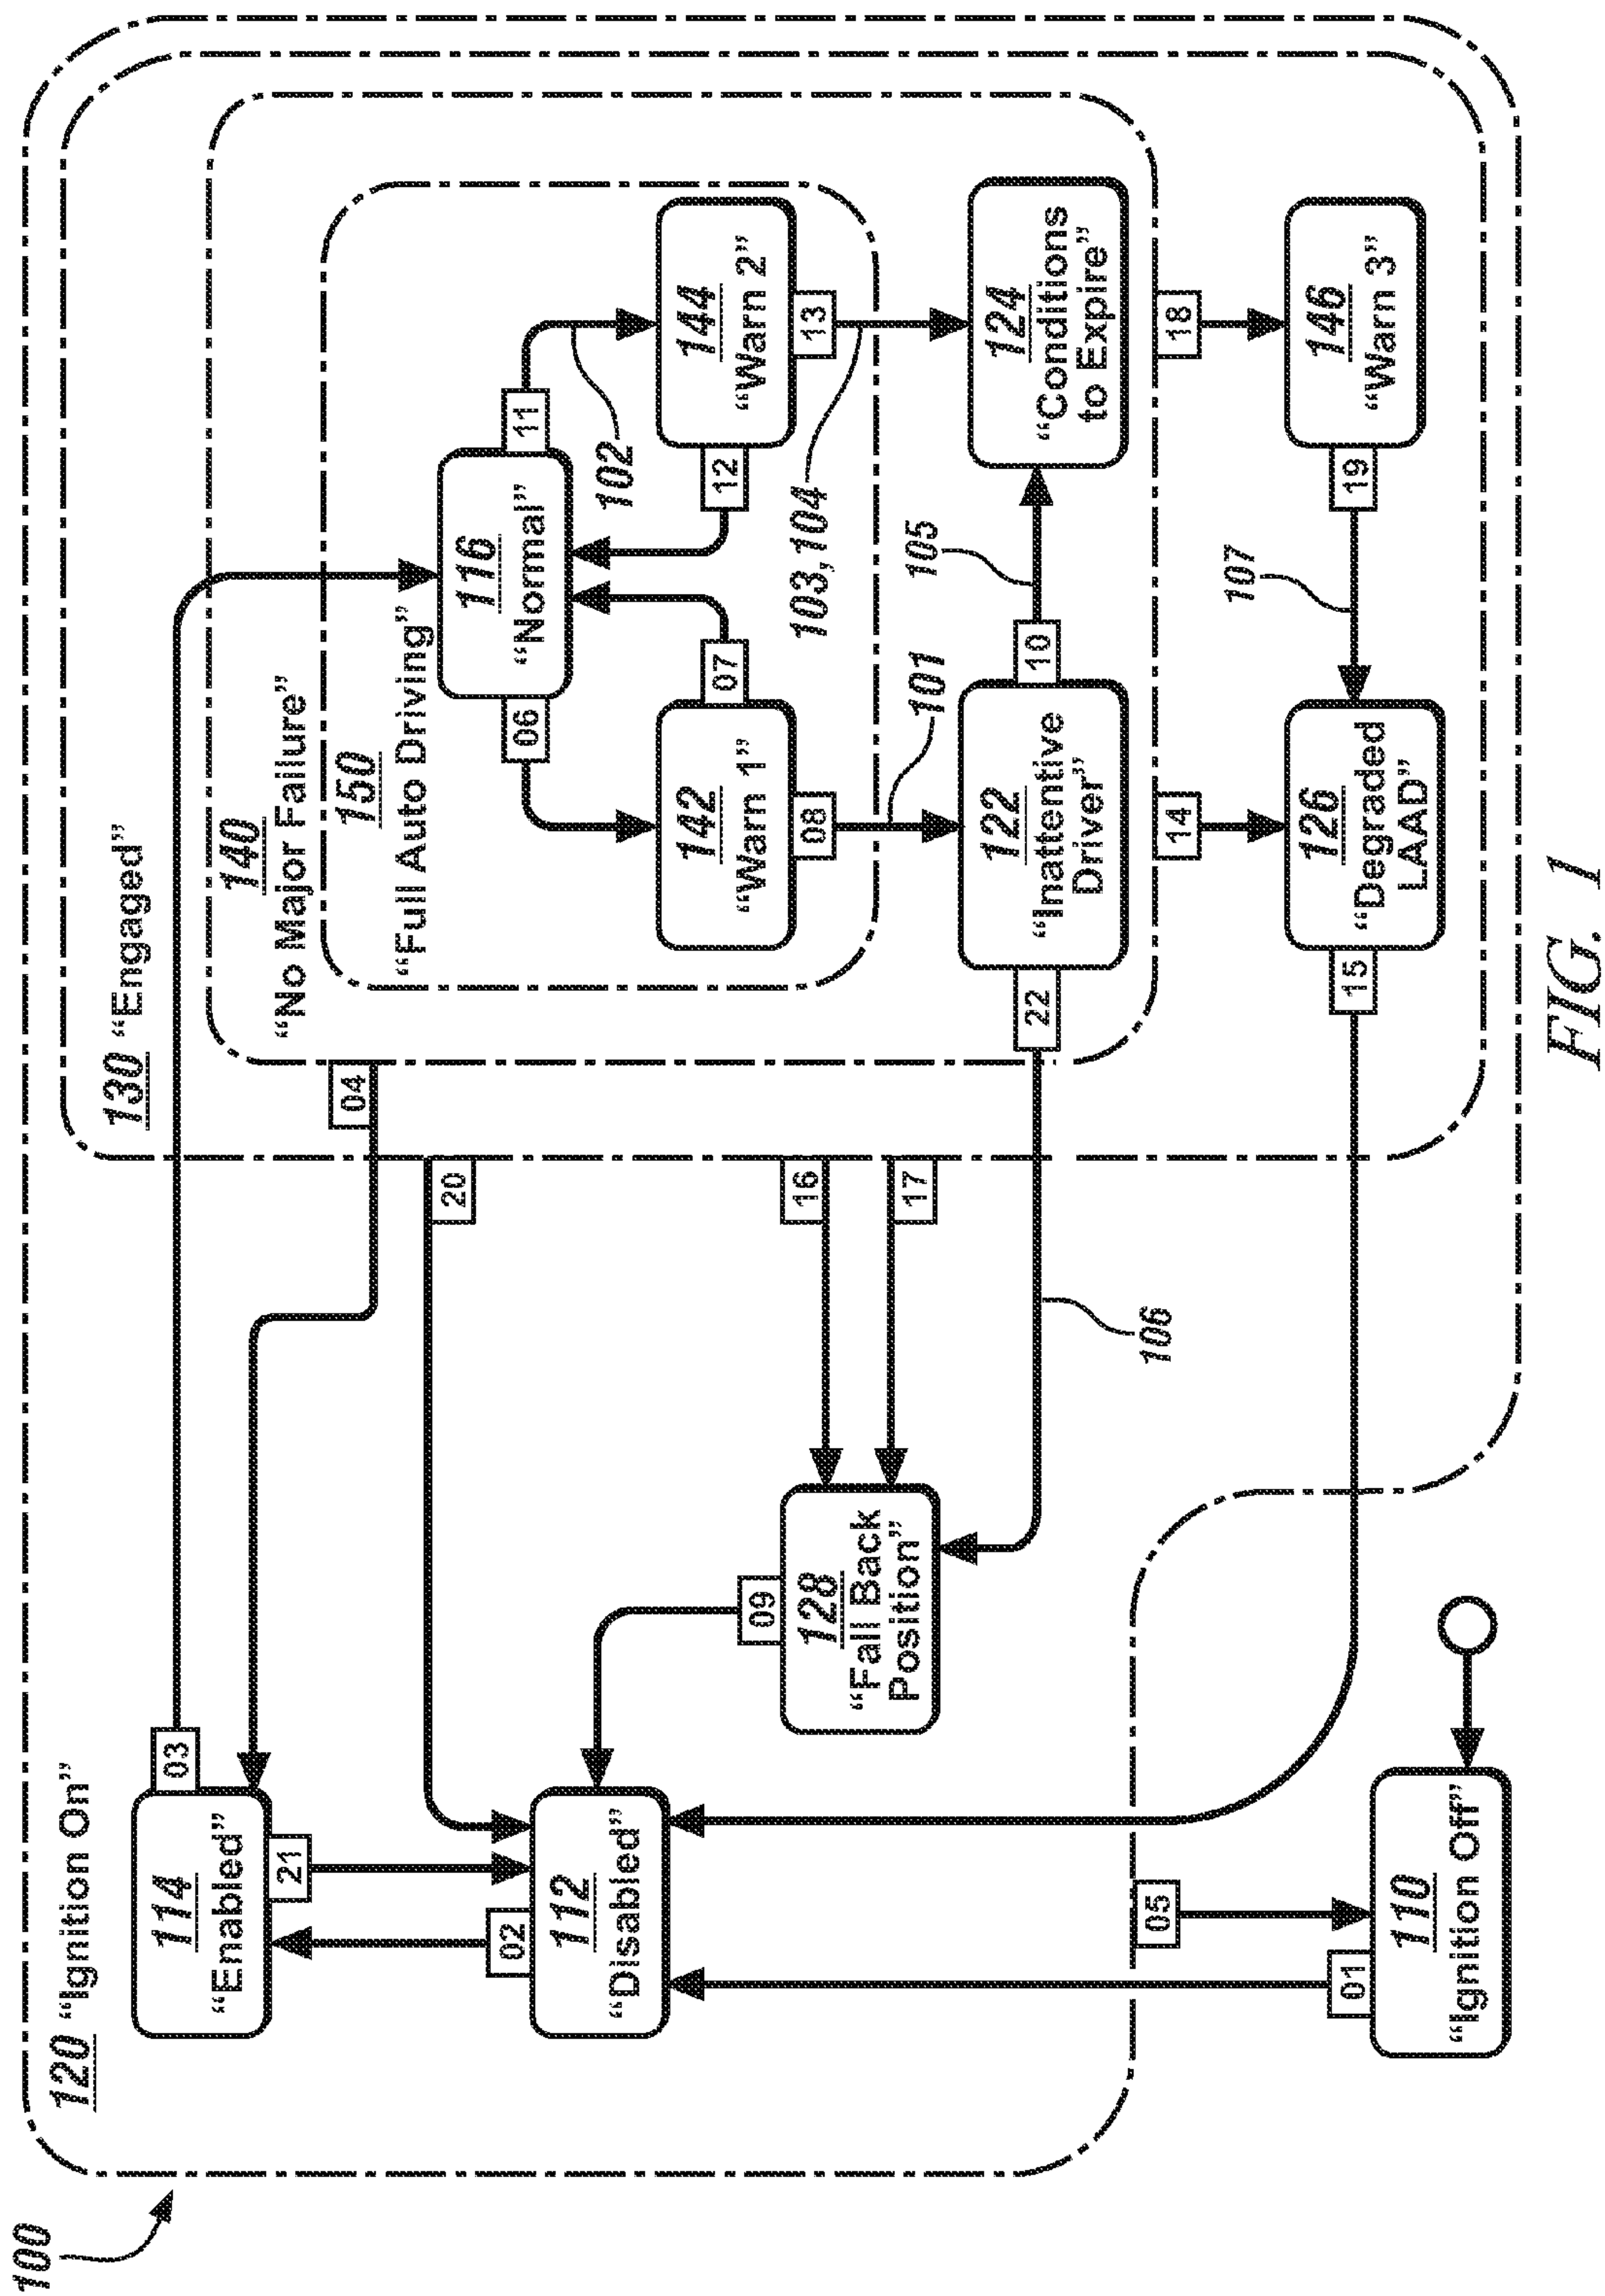 100
120 “Ignition On”
130 “Engaged”
140
“No Major Failure”
150
“Full Auto Driving”
114
“Enabled”
03
21
02
112
“Disabled”
04
20
16
17
09
128
“Fall Back
Position”
106
22
116
“Normal”
06
11
102
07
12
142
“Warn 1”
08
101
144
“Warn 2”
13
103, 104
122
“Inattentive
Driver”
10
105
124
“Conditions
to Expire”
14
18
126
“Degraded
LAAD”
15
107
19
146
“Warn 3”
05
01
110
“Ignition Off”
FIG. 1